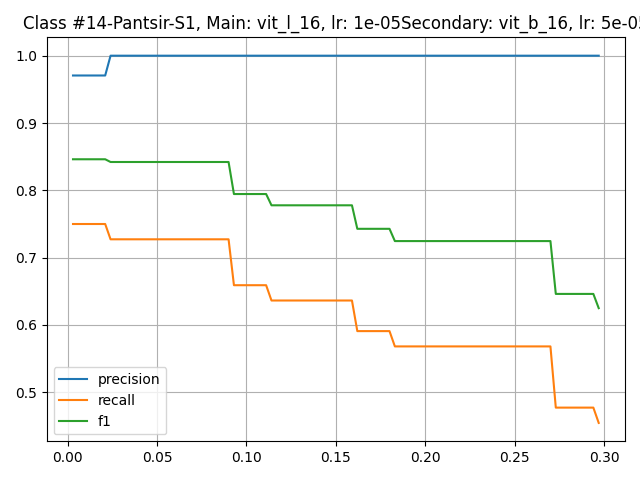 Class #14-Pantsir-S1, Main: vit_l_16, lr: 1e-05Secondary: vit_b_16, lr: 5e-05
1.0
0.9
0.8
0.7
0.6
0.5
precision
recall
f1
0.00 0.05 0.10 0.15 0.20 0.25 0.30